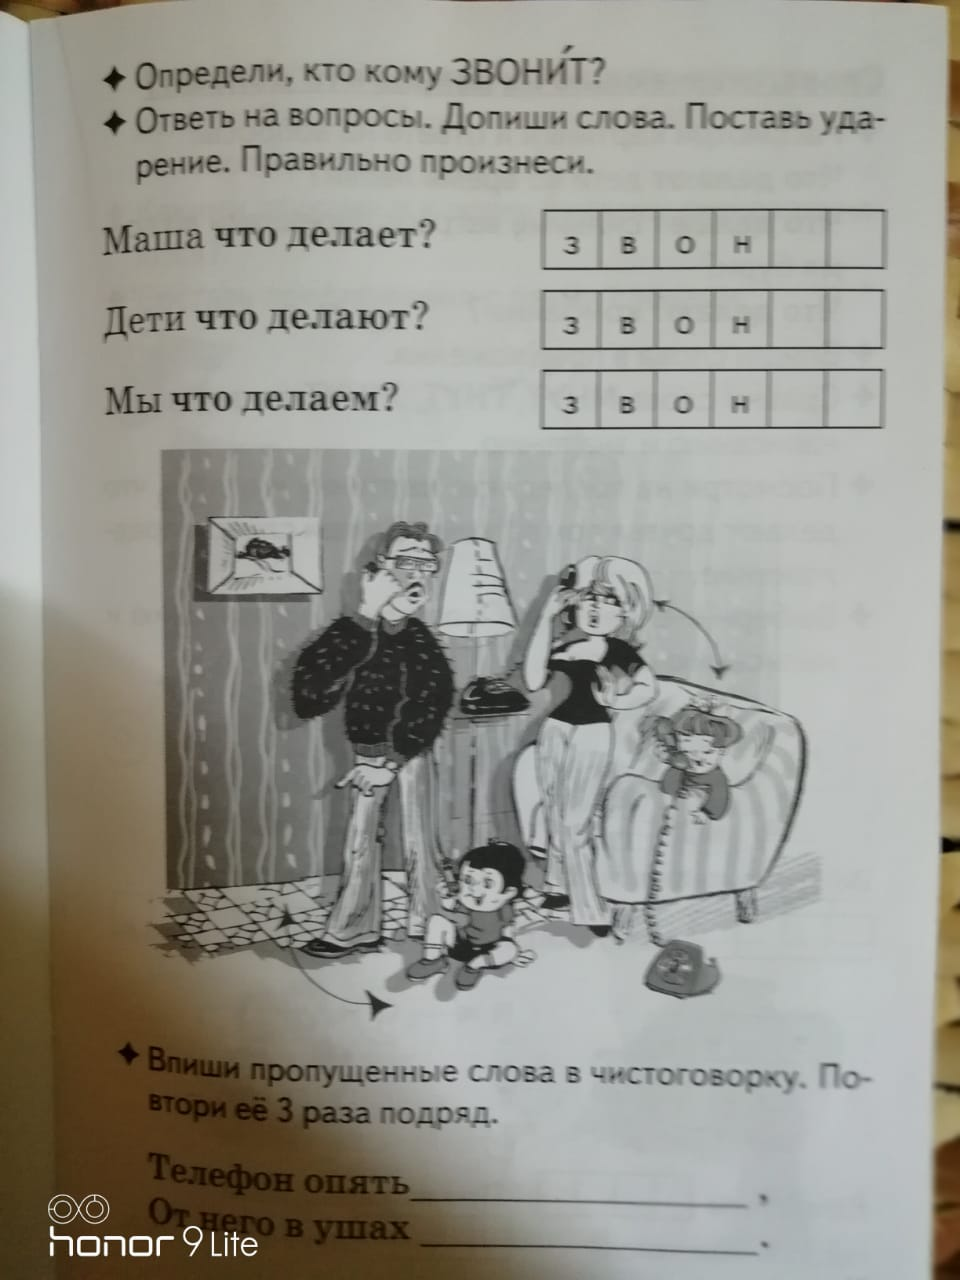 ✦ Определи, кто кому ЗВОНИ́Т?
✦ Ответь на вопросы. Допиши слова. Поставь уда-
рение. Правильно произнеси.
Маша что делает? З В О Н
Дети что делают? З В О Н
Мы что делаем? З В О Н
✦ Впиши пропущенные слова в чистоговорку. По-
втори её 3 раза подряд.
Телефон опять ____________ ,
От него в ушах ____________ .
honor 9 Lite